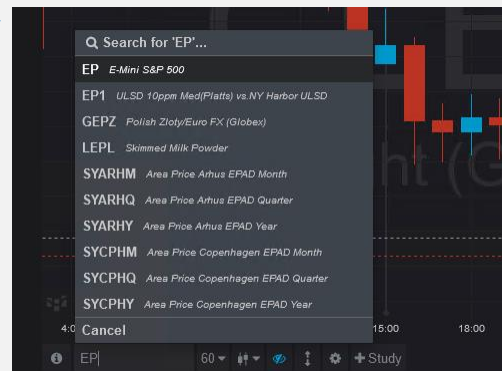 Search for 'EP'...
EP E-Mini S&P 500
EP1 ULSD 10ppm Med(Platts) vs.NY Harbor ULSD
GEPZ Polish Zloty/Euro FX (Globex)
LEPL Skimmed Milk Powder
SYARHM Area Price Arhus EPAD Month
SYARHQ Area Price Arhus EPAD Quarter
SYARHY Area Price Arhus EPAD Year
SYCPHM Area Price Copenhagen EPAD Month
SYCPHQ Area Price Copenhagen EPAD Quarter
SYCPHY Area Price Copenhagen EPAD Year
Cancel
15:00 18:00
EP 60 Study